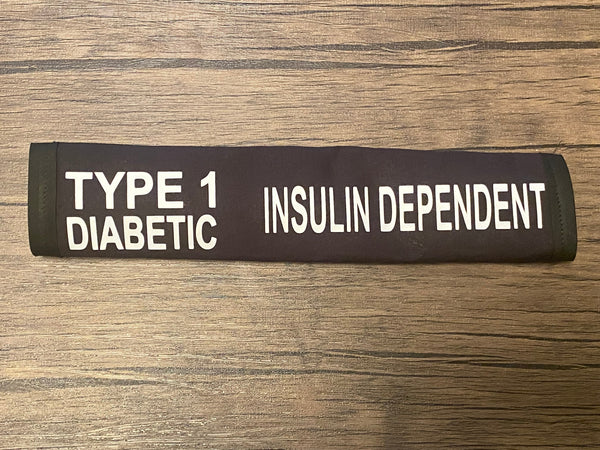 TYPE 1
DIABETIC
INSULIN DEPENDENT